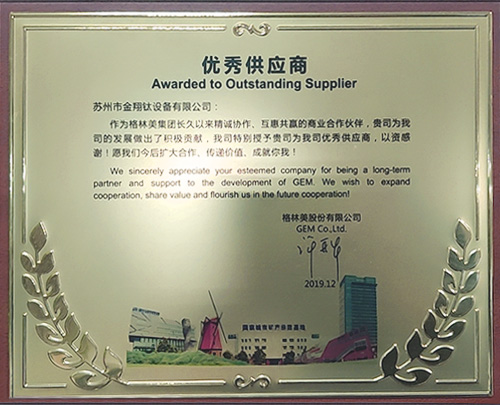 优秀供应商
Awarded to Outstanding Supplier
苏州市金翔钛设备有限公司：
作为格林美集团长久以来精诚协作、互惠共赢的商业合作伙伴，贵司为我
司的发展做出了积极贡献，我司特别授予贵司为我司优秀供应商，以资感
谢！愿我们今后扩大合作、传递价值、成就你我！
We sincerely appreciate your esteemed company for being a long-term
partner and support to the development of GEM. We wish to expand
cooperation, share value and flourish us in the future cooperation!
格林美股份有限公司
GEM Co.,Ltd.
2019.12